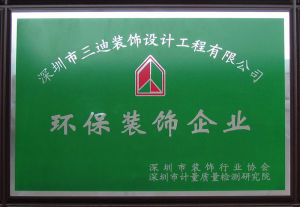 深圳市三迪装饰设计工程有限公司
环保装饰企业
深圳市装饰行业协会
深圳市计量质量检测研究院